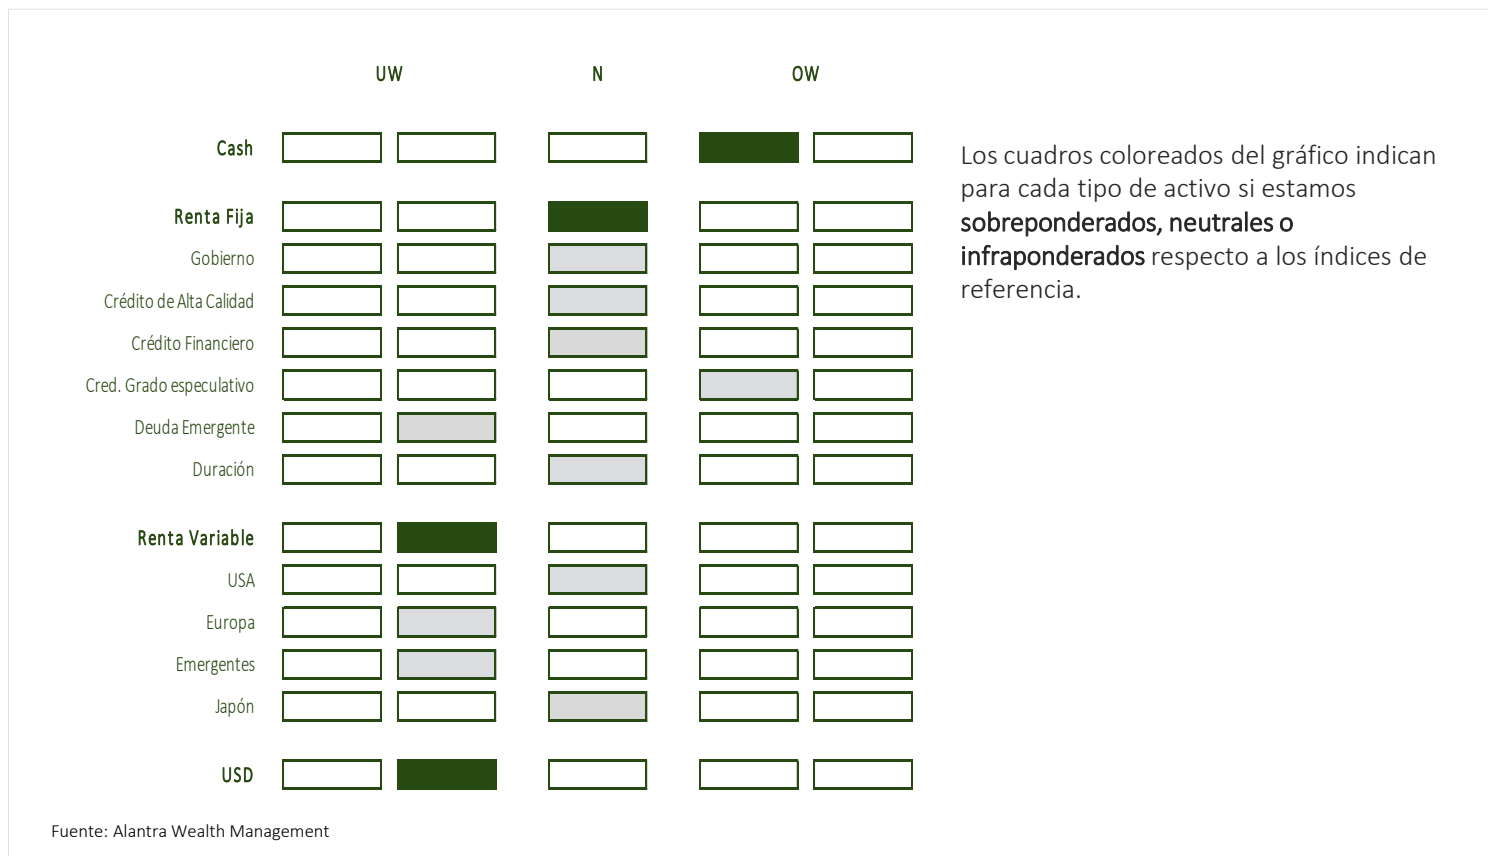 UW N OW
Cash
Renta Fija
Gobierno
Crédito de Alta Calidad
Crédito Financiero
Cred. Grado especulativo
Deuda Emergente
Duración
Renta Variable
USA
Europa
Emergentes
Japón
USD
Los cuadros coloreados del gráfico indican
para cada tipo de activo si estamos
sobreponderados, neutrales o
infraponderados respecto a los índices de
referencia.
Fuente: Alantra Wealth Management